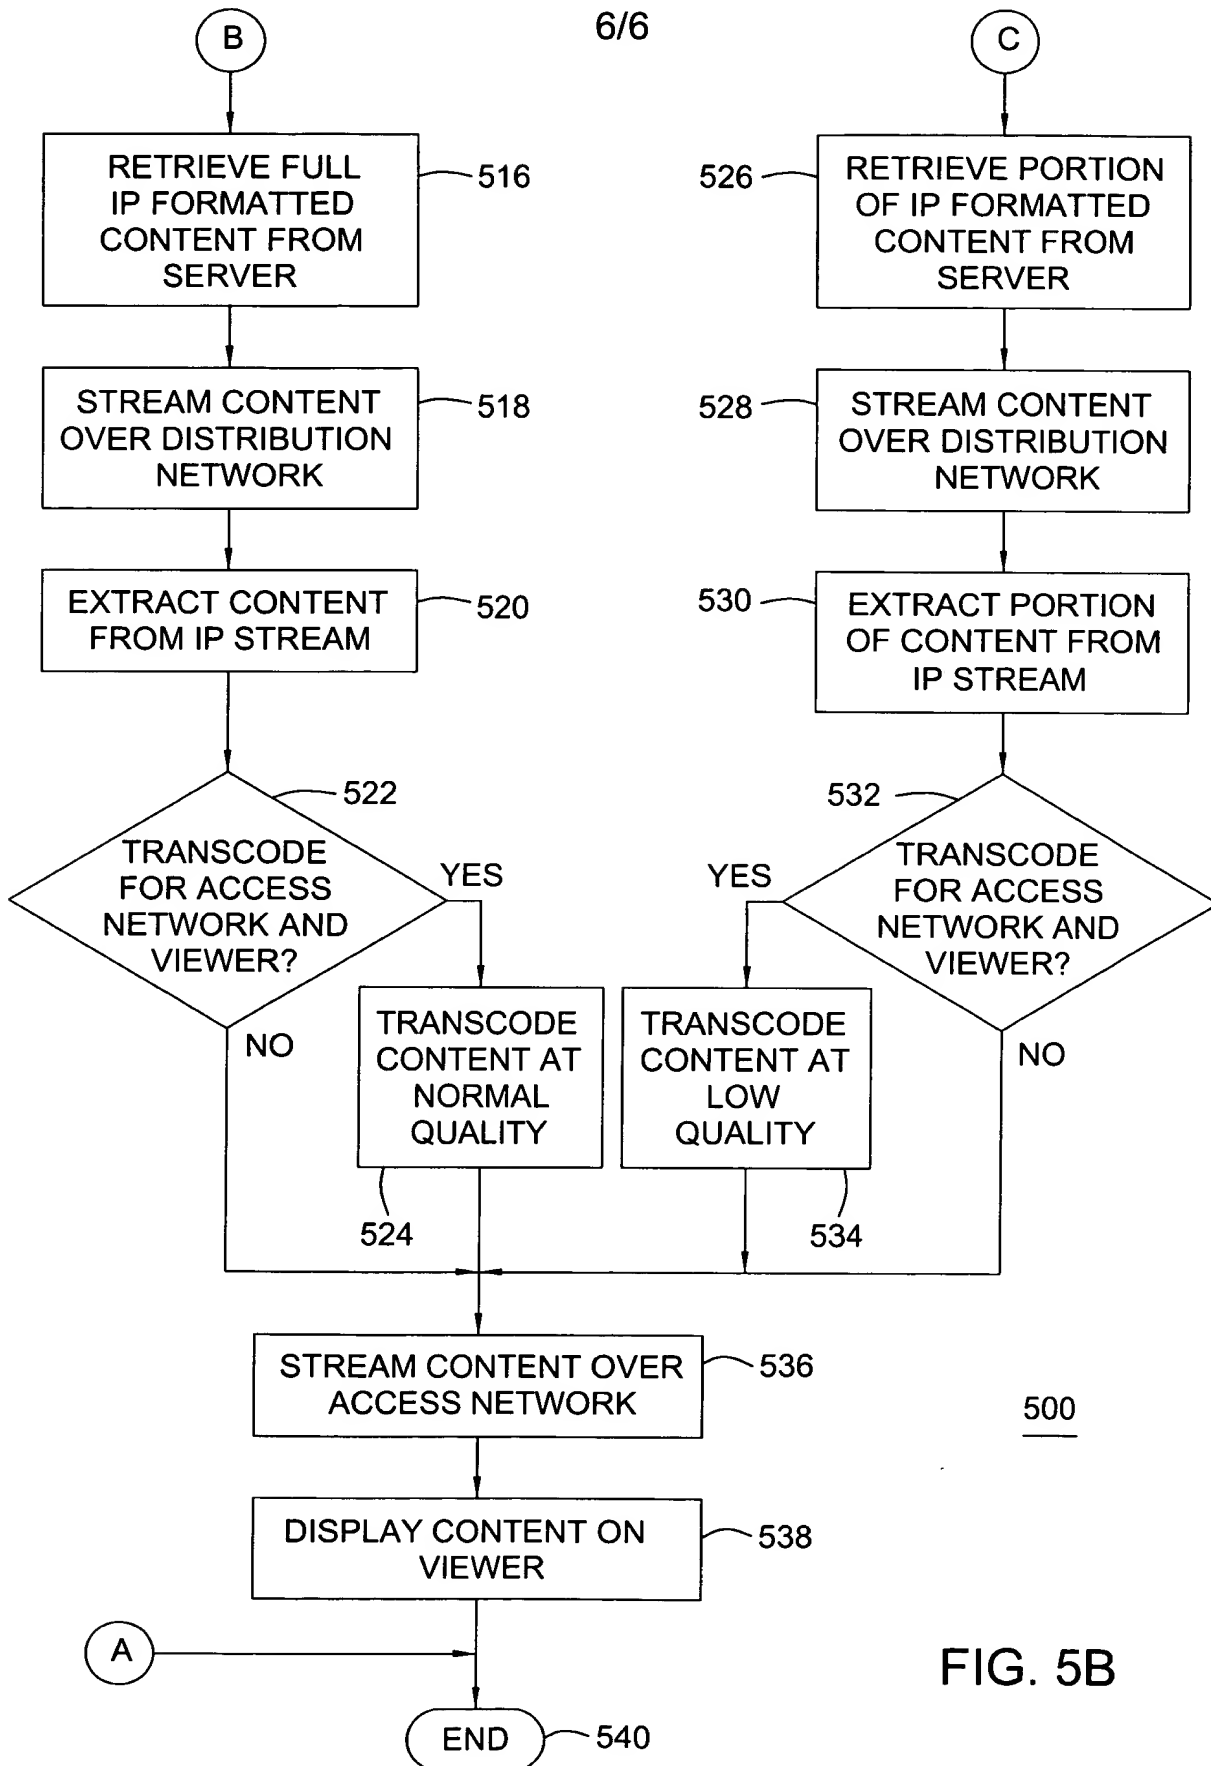 6/6
B
RETRIEVE FULL
IP FORMATTED
CONTENT FROM
SERVER
516
STREAM CONTENT
OVER DISTRIBUTION
NETWORK
518
EXTRACT CONTENT
FROM IP STREAM
520
TRANSCODE
FOR ACCESS
NETWORK AND
VIEWER?
522
YES
NO
TRANSCODE
CONTENT AT
NORMAL
QUALITY
524
C
RETRIEVE PORTION
OF IP FORMATTED
CONTENT FROM
SERVER
526
STREAM CONTENT
OVER DISTRIBUTION
NETWORK
528
EXTRACT PORTION
OF CONTENT FROM
IP STREAM
530
TRANSCODE
FOR ACCESS
NETWORK AND
VIEWER?
532
YES
NO
TRANSCODE
CONTENT AT
LOW
QUALITY
534
STREAM CONTENT OVER
ACCESS NETWORK
536
500
DISPLAY CONTENT ON
VIEWER
538
A
END
540
FIG. 5B